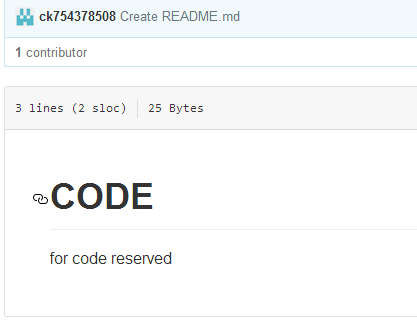 ck754378508 Create README.md
1 contributor
3 lines (2 sloc) 25 Bytes
CODE
for code reserved